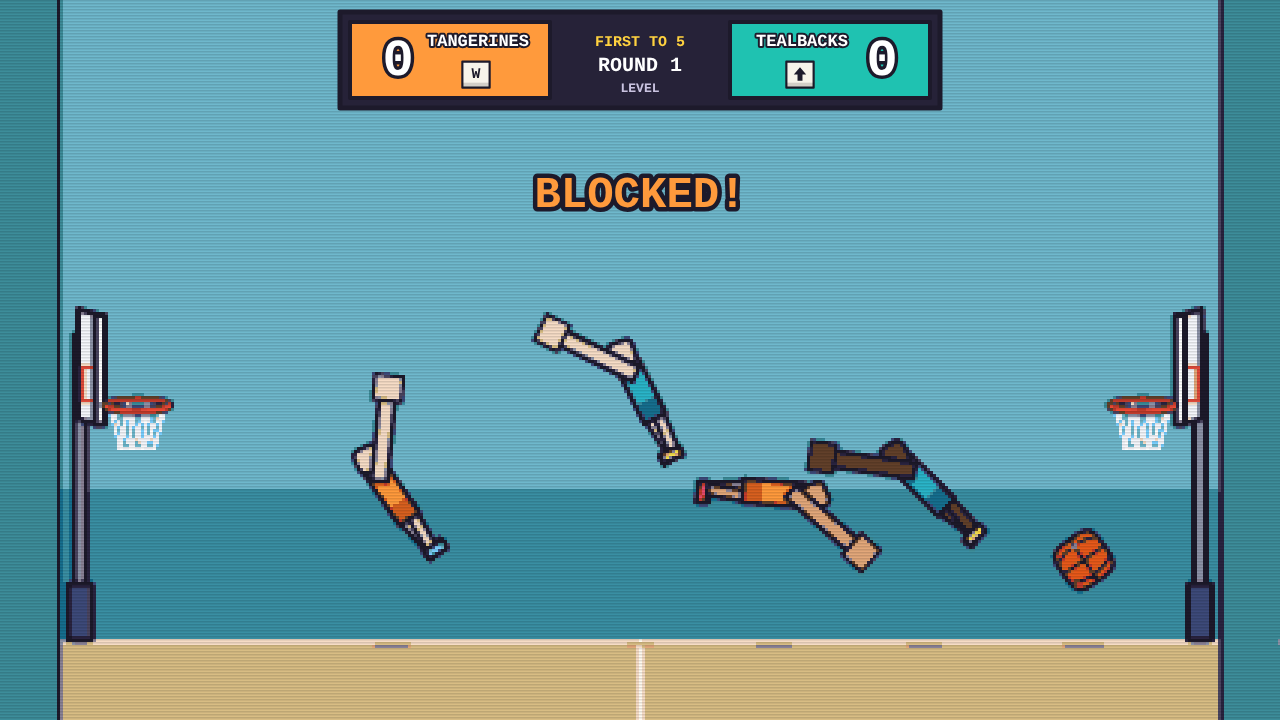 0 TANGERINES
W
FIRST TO 5
ROUND 1
LEVEL
TEALBACKS 0
BLOCKED!